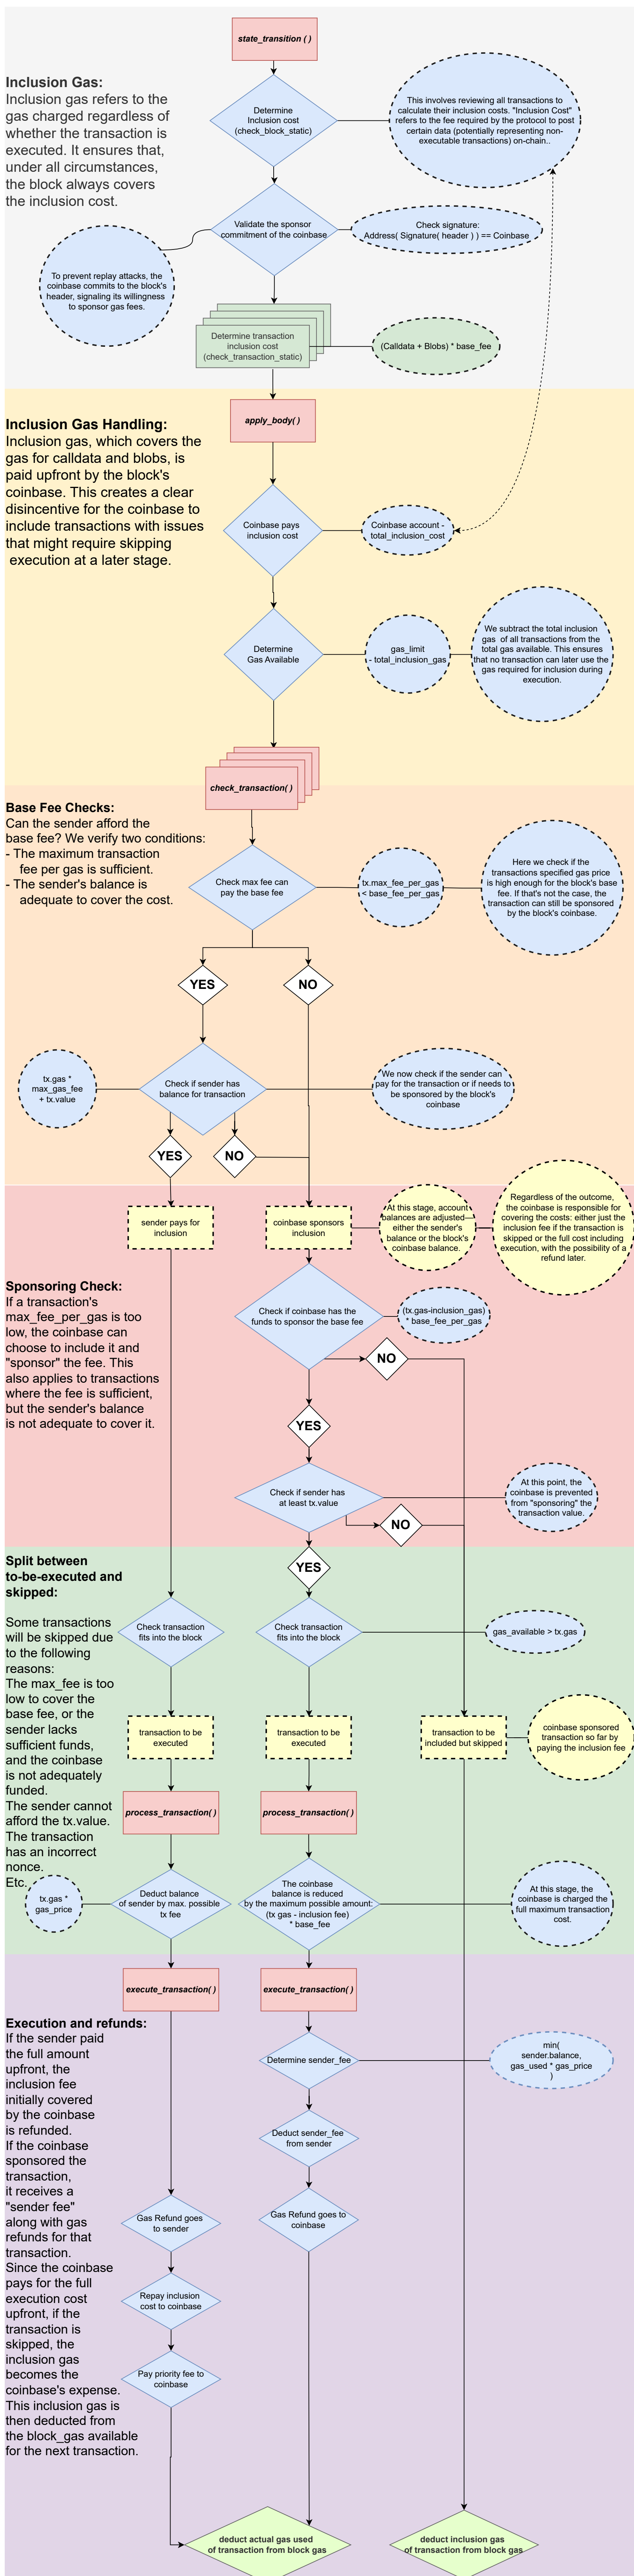 state_transition ( )
Inclusion Gas:
Inclusion gas refers to the
gas charged regardless of
whether the transaction is
executed. It ensures that,
under all circumstances,
the block always covers
the inclusion cost.
Determine
Inclusion cost
(check_block_static)
This involves reviewing all transactions to
calculate their inclusion costs. "Inclusion Cost"
refers to the fee required by the protocol to post
certain data (potentially representing non-
executable transactions) on-chain..
Validate the sponsor
commitment of the coinbase
Check signature:
Address( Signature( header ) ) == Coinbase
To prevent replay attacks, the
coinbase commits to the block's
header, signaling its willingness
to sponsor gas fees.
Determine transaction
inclusion cost
(check_transaction_static)
(Calldata + Blobs) * base_fee
apply_body( )
Inclusion Gas Handling:
Inclusion gas, which covers the
gas for calldata and blobs, is
paid upfront by the block's
coinbase. This creates a clear
disincentive for the coinbase to
include transactions with issues
that might require skipping
execution at a later stage.
Coinbase pays
inclusion cost
Coinbase account -
total_inclusion_cost
Determine
Gas Available
gas_limit
- total_inclusion_gas
We subtract the total inclusion
gas of all transactions from the
total gas available. This ensures
that no transaction can later use the
gas required for inclusion during
execution.
check_transaction( )
Base Fee Checks:
Can the sender afford the
base fee? We verify two conditions:
- The maximum transaction
fee per gas is sufficient.
- The sender's balance is
adequate to cover the cost.
Check max fee can
pay the base fee
tx.max_fee_per_gas
< base_fee_per_gas
Here we check if the
transactions specified gas price
is high enough for the block's base
fee. If that's not the case, the
transaction can still be sponsored
by the block's coinbase.
YES
NO
tx.gas *
max_gas_fee
+ tx.value
Check if sender has
balance for transaction
We now check if the sender can
pay for the transaction or if needs to
be sponsored by the block's
coinbase
YES
NO
sender pays for
inclusion
coinbase sponsors
inclusion
At this stage, account
balances are adjusted—
either the sender's
balance or the block's
coinbase balance.
Regardless of the outcome,
the coinbase is responsible for
covering the costs: either just the
inclusion fee if the transaction is
skipped or the full cost including
execution, with the possibility of a
refund later.
Sponsoring Check:
If a transaction's
max_fee_per_gas is too
low, the coinbase can
choose to include it and
"sponsor" the fee. This
also applies to transactions
where the fee is sufficient,
but the sender's balance
is not adequate to cover it.
Check if coinbase has the
funds to sponsor the base fee
(tx.gas-inclusion_gas)
* base_fee_per_gas
NO
YES
Check if sender has
at least tx.value
At this point, the
coinbase is prevented
from "sponsoring" the
transaction value.
NO
YES
Split between
to-be-executed and
skipped:
Some transactions
will be skipped due
to the following
reasons:
The max_fee is too
low to cover the
base fee, or the
sender lacks
sufficient funds,
and the coinbase
is not adequately
funded.
The sender cannot
afford the tx.value.
The transaction
has an incorrect
nonce.
Etc.
Check transaction
fits into the block
Check transaction
fits into the block
gas_available > tx.gas
transaction to be
executed
transaction to be
executed
transaction to be
included but skipped
coinbase sponsored
transaction so far by
paying the inclusion fee
process_transaction( )
process_transaction( )
tx.gas *
gas_price
Deduct balance
of sender by max. possible
tx fee
The coinbase
balance is reduced
by the maximum possible amount:
(tx gas - inclusion fee)
* base_fee
At this stage, the
coinbase is charged the
full maximum transaction
cost.
execute_transaction( )
execute_transaction( )
Execution and refunds:
If the sender paid
the full amount
upfront, the
inclusion fee
initially covered
by the coinbase
is refunded.
If the coinbase
sponsored the
transaction,
it receives a
"sender fee"
along with gas
refunds for that
transaction.
Since the coinbase
pays for the full
execution cost
upfront, if the
transaction is
skipped, the
inclusion gas
becomes the
coinbase's expense.
This inclusion gas is
then deducted from
the block_gas available
for the next transaction.
Determine sender_fee
min(
sender.balance,
gas_used * gas_price
)
Deduct sender_fee
from sender
Gas Refund goes
to sender
Gas Refund goes to
coinbase
Repay inclusion
cost to coinbase
Pay priority fee to
coinbase
deduct actual gas used
of transaction from block gas
deduct inclusion gas
of transaction from block gas